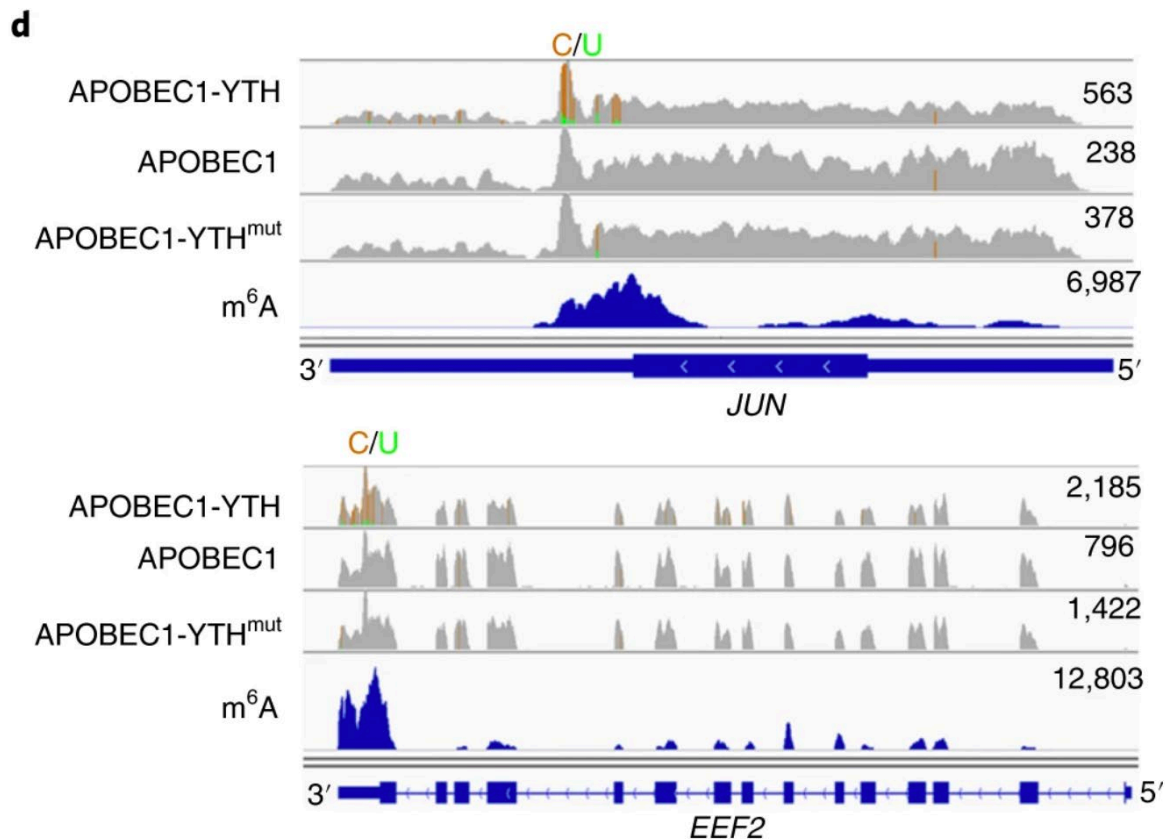 d
C/U
APOBEC1-YTH 563
APOBEC1 238
APOBEC1-YTHᵐᵘᵗ 378
m⁶A 6,987
3′ 5′
JUN
C/U
APOBEC1-YTH 2,185
APOBEC1 796
APOBEC1-YTHᵐᵘᵗ 1,422
m⁶A 12,803
3′ 5′
EEF2